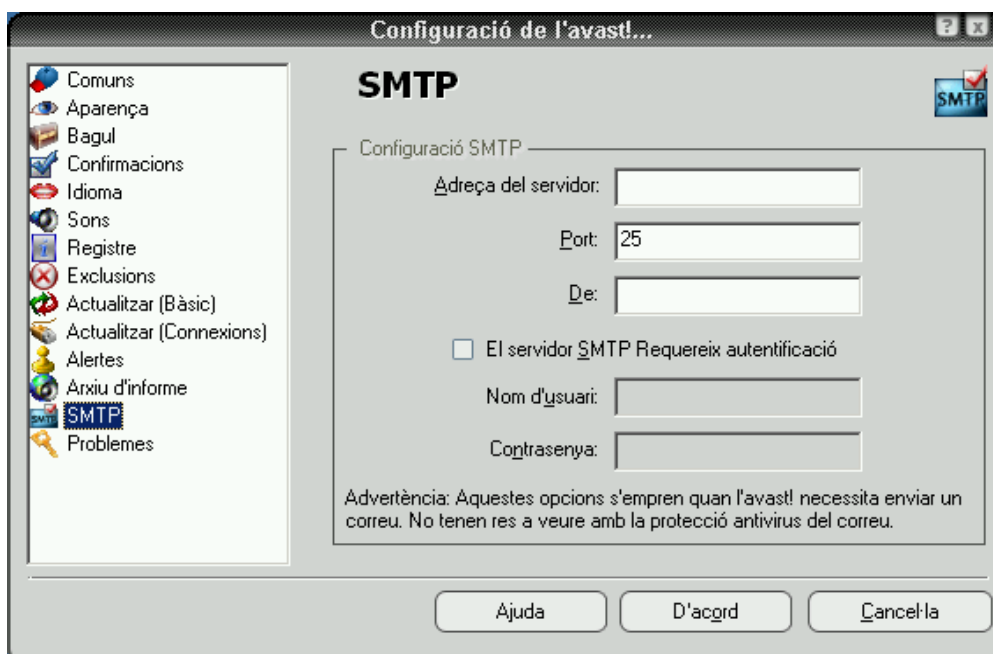 Configuració de l'avast!...
Comuns
Aparença
Bagul
Confirmacions
Idioma
Sons
Registre
Exclusions
Actualitzar (Bàsic)
Actualitzar (Connexions)
Alertes
Arxiu d'informe
SMTP
Problemes
SMTP
SMTP
Configuració SMTP
Adreça del servidor:
Port: 25
De:
El servidor SMTP Requereix autentificació
Nom d'usuari:
Contrasenya:
Advertència: Aquestes opcions s'empren quan l'avast! necessita enviar un
correu. No tenen res a veure amb la protecció antivirus del correu.
Ajuda D'acord Cancel·la